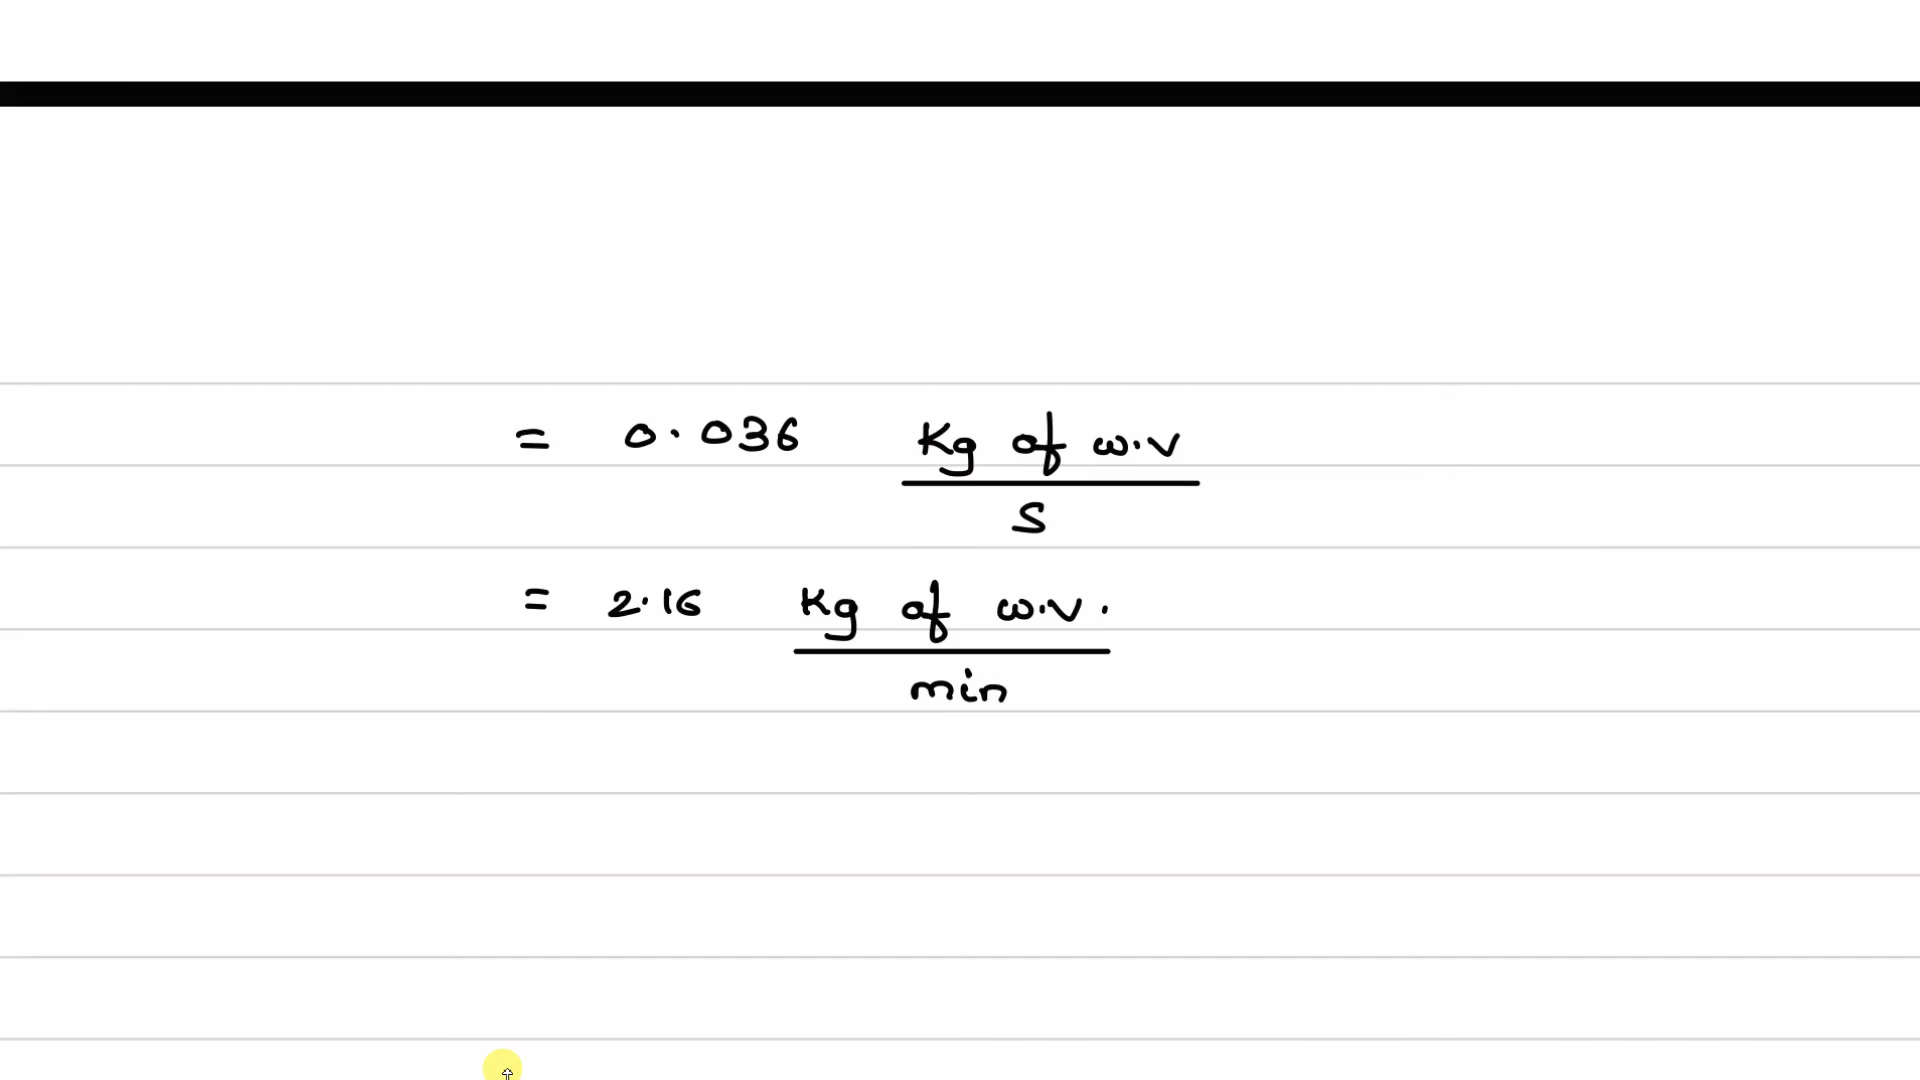 = 0.036 Kg of w.v
S
= 2.16 Kg of w.v.
min